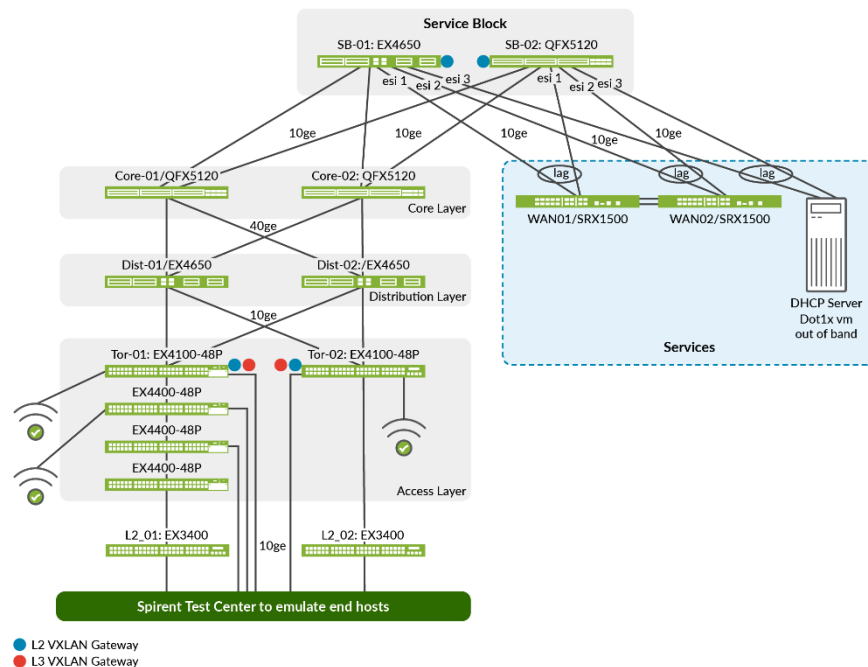 Service Block
SB-01: EX4650
SB-02: QFX5120
esi 1
esi 2
esi 3
esi 1
esi 2
esi 3
10ge
10ge
10ge
10ge
Core-01/QFX5120
Core-02: QFX5120
Core Layer
lag
lag
lag
WAN01/SRX1500
WAN02/SRX1500
40ge
Dist-01/EX4650
Dist-02:/EX4650
Distribution Layer
DHCP Server
Dot1x vm
out of band
Services
10ge
Tor-01: EX4100-48P
Tor-02: EX4100-48P
EX4400-48P
EX4400-48P
EX4400-48P
Access Layer
L2_01: EX3400
L2_02: EX3400
10ge
Spirent Test Center to emulate end hosts
L2 VXLAN Gateway
L3 VXLAN Gateway